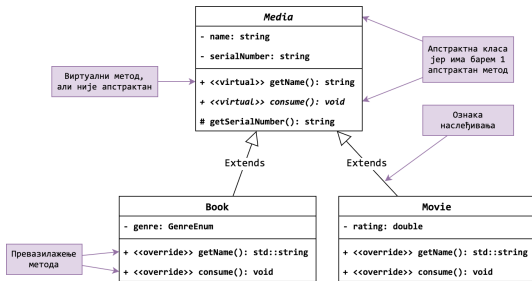 Media
- name: string
- serialNumber: string
+ <<virtual>> getName(): string
+ <<virtual>> consume(): void
# getSerialNumber(): string
Виртуални метод,
али није апстрактан
Апстрактна класа
јер има барем 1
апстрактан метод
Ознака
наслеђивања
Extends
Extends
Book
- genre: GenreEnum
+ <<override>> getName(): std::string
+ <<override>> consume(): void
Превазилажење
метода
Movie
- rating: double
+ <<override>> getName(): std::string
+ <<override>> consume(): void